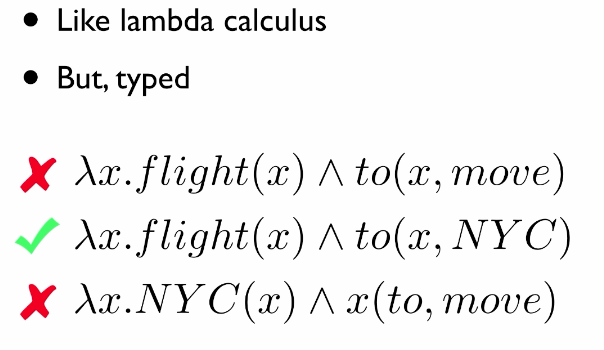 • Like lambda calculus
• But, typed
✘ λx.flight(x) ∧ to(x, move)
✔ λx.flight(x) ∧ to(x, NYC)
✘ λx.NYC(x) ∧ x(to, move)